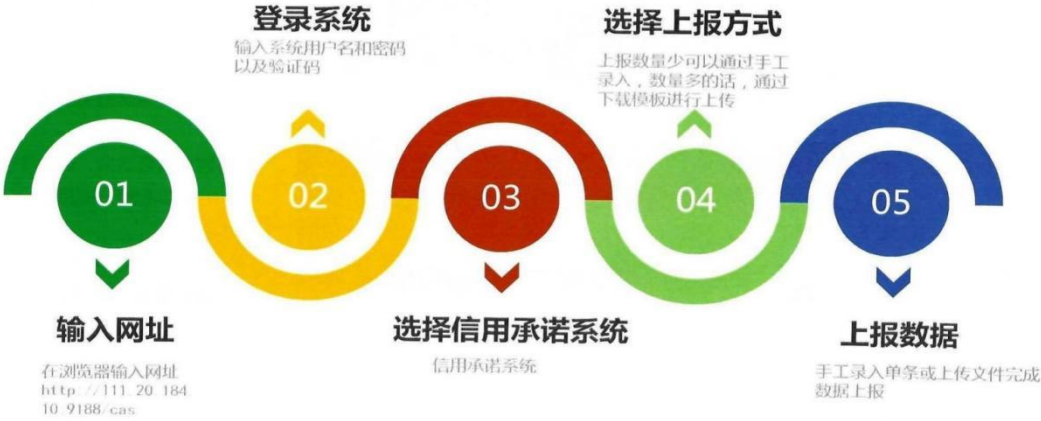 登录系统
输入系统用户名和密码
以及验证码
选择上报方式
上报数量少可以通过手工
录入，数量多的话，通过
下载模板进行上传
01
02
03
04
05
输入网址
在浏览器输入网址
http://111.20.184
10 9188/cas
选择信用承诺系统
信用承诺系统
上报数据
手工录入单条或上传文件完成
数据上报